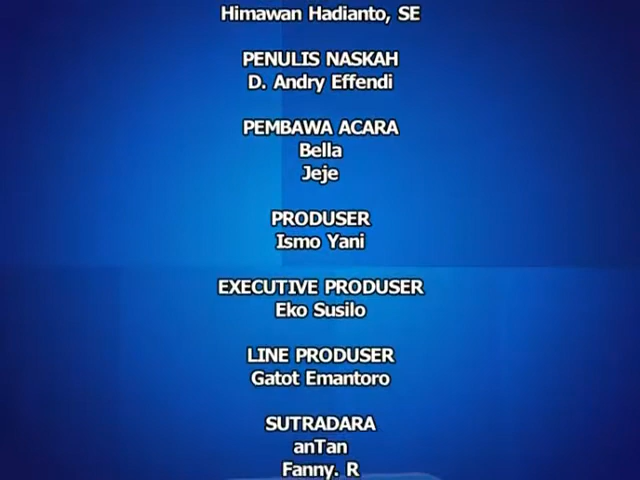 Himawan Hadianto, SE
PENULIS NASKAH
D. Andry Effendi
PEMBAWA ACARA
Bella
Jeje
PRODUSER
Ismo Yani
EXECUTIVE PRODUSER
Eko Susilo
LINE PRODUSER
Gatot Emantoro
SUTRADARA
anTan
Fanny. R